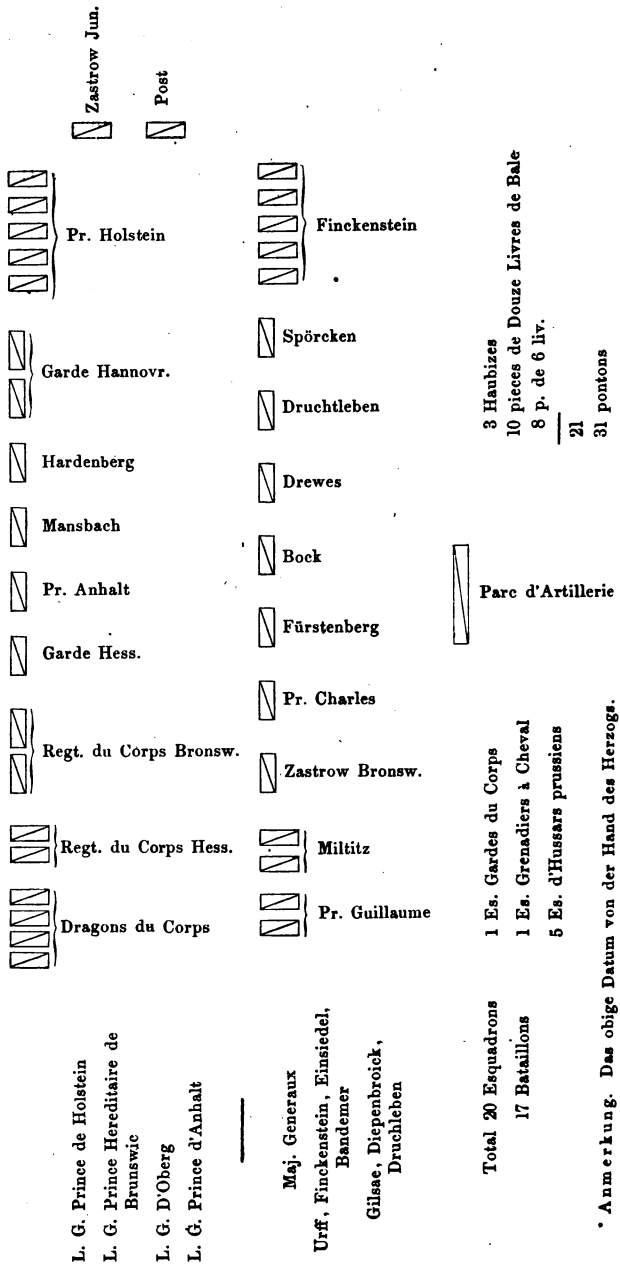 L. G. Prince de Holstein
L. G. Prince Hereditaire de
Brunswic
L. G. D'Oberg
L. G. Prince d'Anhalt
Dragons du Corps
Regt. du Corps Hess.
Regt. du Corps Bronsw.
Garde Hess.
Pr. Anhalt
Mansbach
Hardenberg
Garde Hannovr.
Pr. Holstein
Zastrow Jun.
Post
Maj. Generaux
Urff, Finckenstein, Einsiedel,
Bandemer
Gilsae, Diepenbroick,
Druchleben
Pr. Guillaume
Miltitz
Zastrow Bronsw.
Pr. Charles
Fürstenberg
Bock
Drewes
Druchtleben
Spörcken
Finckenstein
Total 20 Esquadrons
17 Bataillons
1 Es. Gardes du Corps
1 Es. Grenadiers à Cheval
5 Es. d'Hussars prussiens
Parc d'Artillerie
3 Haubizes
10 pieces de Douze Livres de Bale
8 p. de 6 liv.
21
31 pontons
* Anmerkung. Das obige Datum von der Hand des Herzogs.